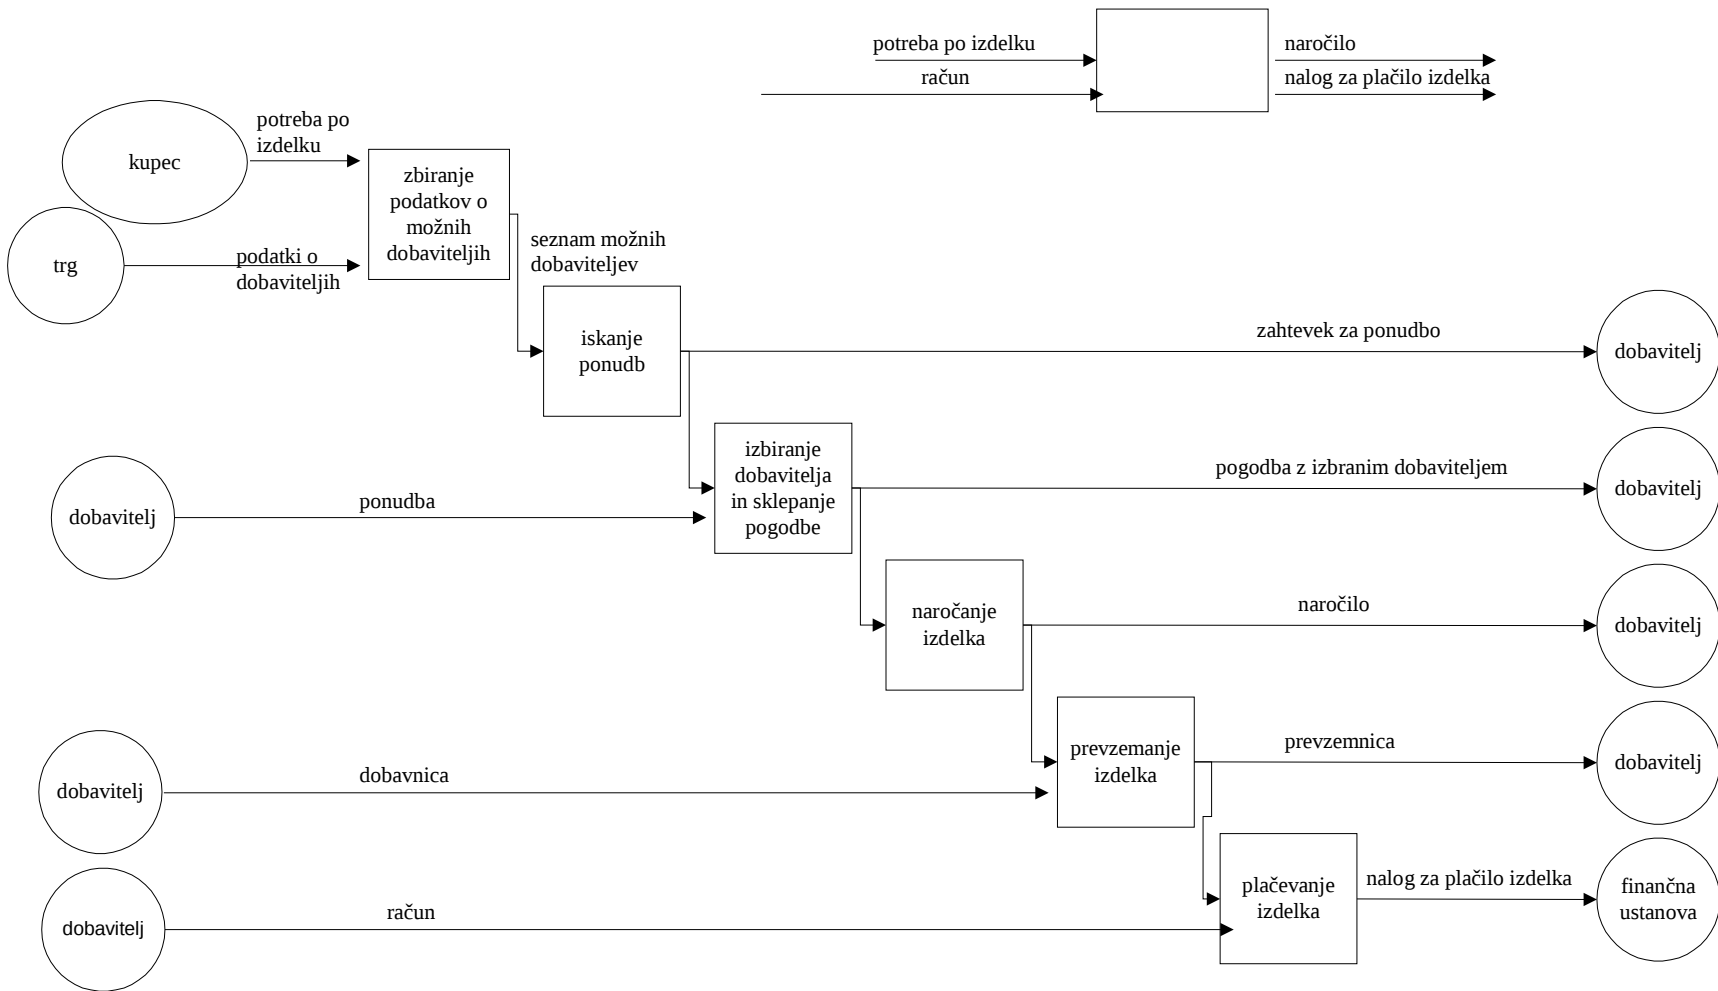 potreba po izdelku
naročilo
račun
nalog za plačilo izdelka
potreba po
izdelku
kupec
zbiranje
podatkov o
možnih
dobaviteljih
trg
podatki o
dobaviteljih
seznam možnih
dobaviteljev
iskanje
ponudb
zahtevek za ponudbo
dobavitelj
izbiranje
dobavitelja
in sklepanje
pogodbe
pogodba z izbranim dobaviteljem
dobavitelj
dobavitelj
ponudba
naročanje
izdelka
naročilo
dobavitelj
prevzemanje
izdelka
prevzemnica
dobavitelj
dobavitelj
dobavnica
plačevanje
izdelka
nalog za plačilo izdelka
finančna
ustanova
dobavitelj
račun